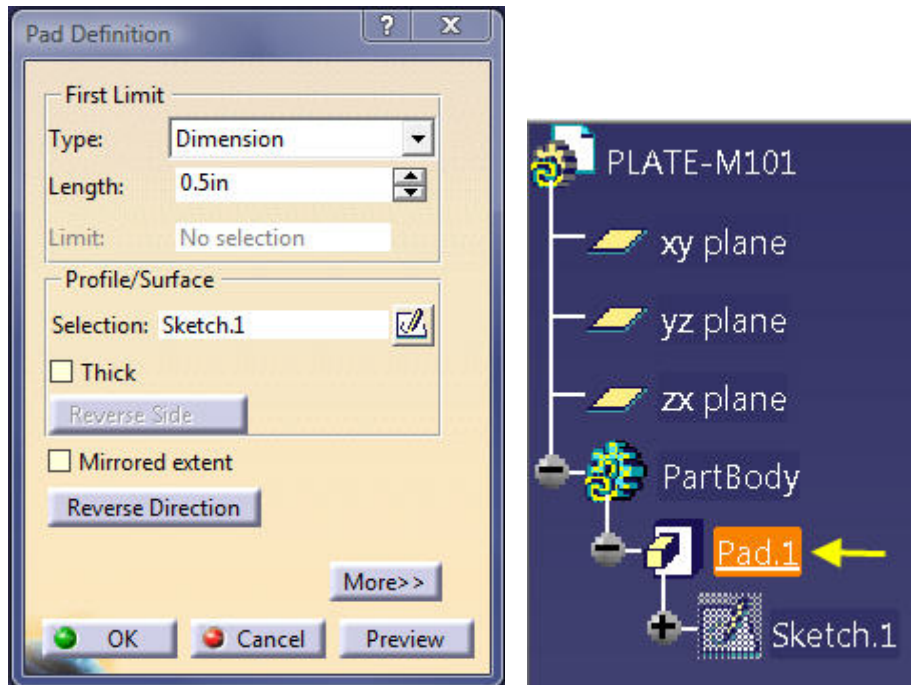 Pad Definition
? X
First Limit
Type: Dimension
Length: 0.5in
Limit: No selection
Profile/Surface
Selection: Sketch.1
Thick
Reverse Side
Mirrored extent
Reverse Direction
More>>
OK Cancel Preview
PLATE-M101
xy plane
yz plane
zx plane
PartBody
Pad.1
Sketch.1